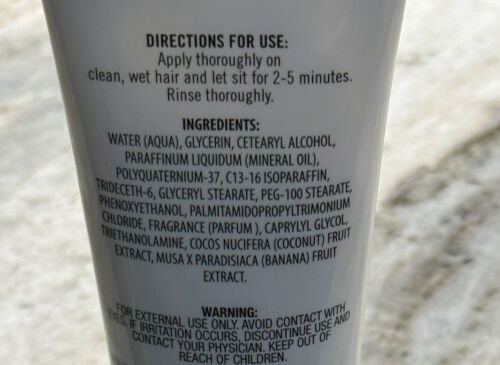 DIRECTIONS FOR USE:
Apply thoroughly on
clean, wet hair and let sit for 2-5 minutes.
Rinse thoroughly.
INGREDIENTS:
WATER (AQUA), GLYCERIN, CETEARYL ALCOHOL,
PARAFFINUM LIQUIDUM (MINERAL OIL),
POLYQUATERNIUM-37, C13-16 ISOPARAFFIN,
TRIDECETH-6, GLYCERYL STEARATE, PEG-100 STEARATE,
PHENOXYETHANOL, PALMITAMIDOPROPYLTRIMONIUM
CHLORIDE, FRAGRANCE (PARFUM ), CAPRYLYL GLYCOL,
TRIETHANOLAMINE, COCOS NUCIFERA (COCONUT) FRUIT
EXTRACT, MUSA X PARADISIACA (BANANA) FRUIT
EXTRACT.
WARNING:
FOR EXTERNAL USE ONLY. AVOID CONTACT WITH
EYES. IF IRRITATION OCCURS, DISCONTINUE USE AND
CONTACT YOUR PHYSICIAN. KEEP OUT OF
REACH OF CHILDREN.